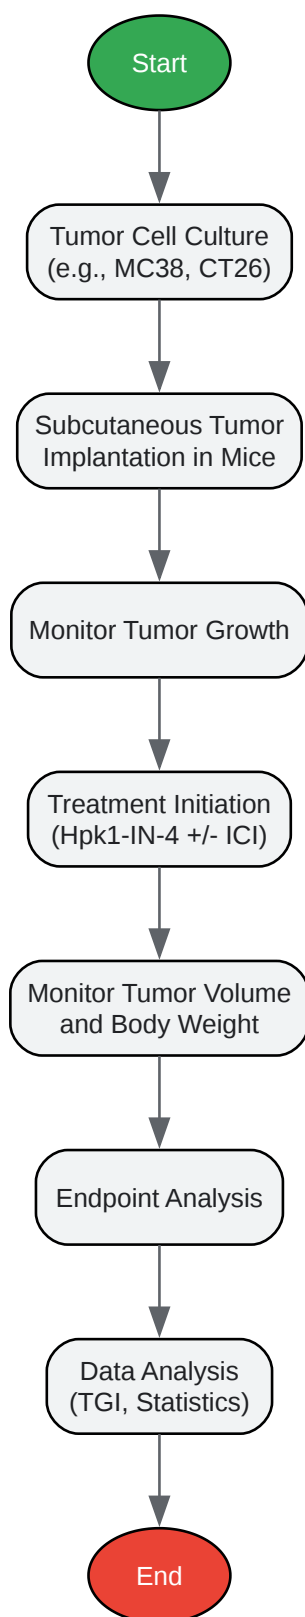 Start
Tumor Cell Culture
(e.g., MC38, CT26)
Subcutaneous Tumor
Implantation in Mice
Monitor Tumor Growth
Treatment Initiation
(Hpk1-IN-4 +/- ICI)
Monitor Tumor Volume
and Body Weight
Endpoint Analysis
Data Analysis
(TGI, Statistics)
End